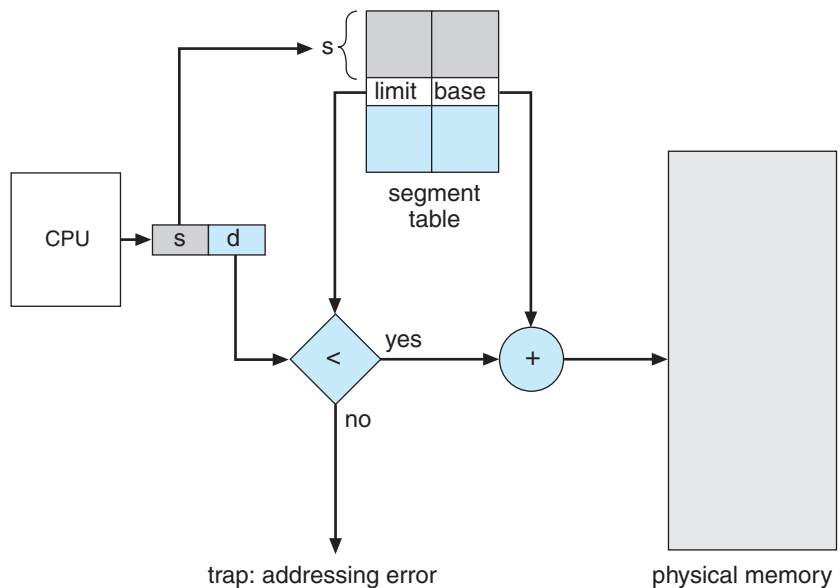 s
limit base
segment
table
CPU
s d
<
yes
+
no
trap: addressing error
physical memory